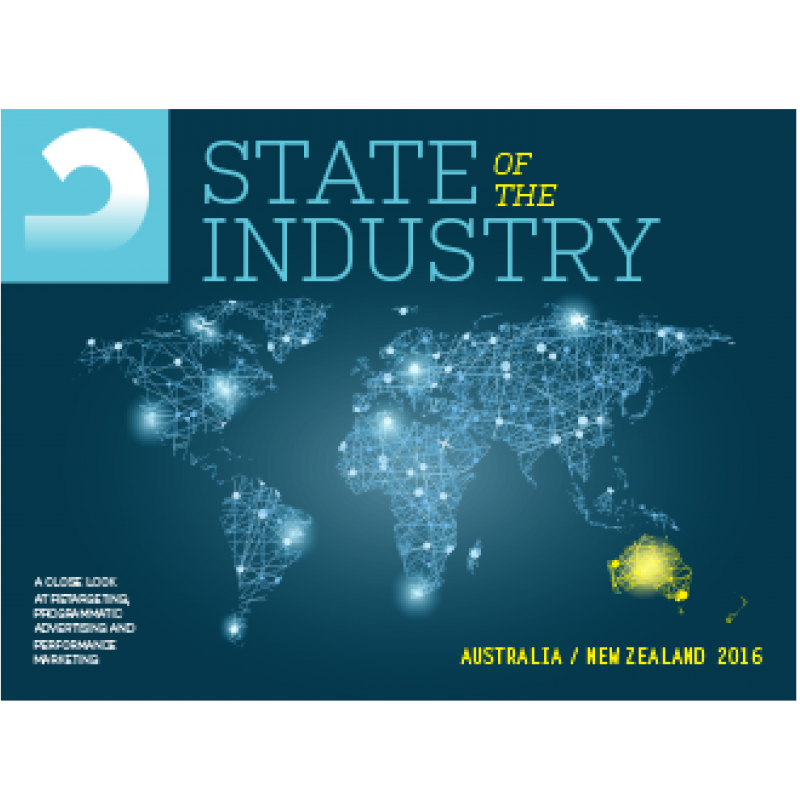 STATE OF
THE
INDUSTRY
A CLOSE LOOK
AT RETARGETING,
PROGRAMMATIC
ADVERTISING AND
PERFORMANCE
MARKETING
AUSTRALIA / NEW ZEALAND 2016